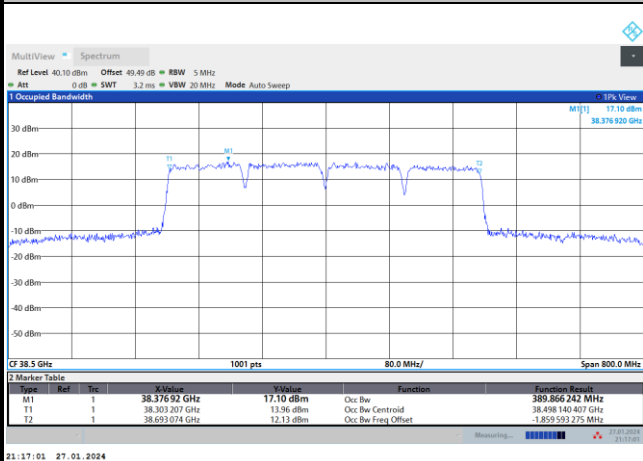 MultiView Spectrum
Ref Level 40.10 dBm Offset 49.49 dB RBW 5 MHz
Att 0 dB SWT 3.2 ms VBW 20 MHz Mode Auto Sweep
1 Occupied Bandwidth 1Pk View
M1[1] 17.10 dBm
38.376 920 GHz
30 dBm
20 dBm
T1 M1 T2
10 dBm
0 dBm
-10 dBm
-20 dBm
-30 dBm
-40 dBm
-50 dBm
CF 38.5 GHz 1001 pts 80.0 MHz/ Span 800.0 MHz
2 Marker Table
Type Ref Trc X-Value Y-Value Function Function Result
M1 1 38.376 92 GHz 17.10 dBm Occ Bw 389.866 242 MHz
T1 1 38.303 207 GHz 13.96 dBm Occ Bw Centroid 38.498 140 407 GHz
T2 1 38.693 074 GHz 12.13 dBm Occ Bw Freq Offset -1.859 593 275 MHz
Measuring... 27.01.2024
21:17:01
21:17:01 27.01.2024